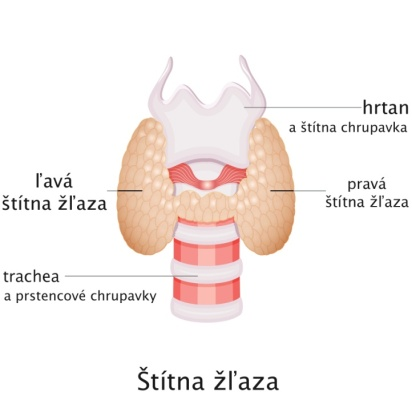 hrtan
a štítna chrupavka
ľavá
štítna žľaza
pravá
štítna žľaza
trachea
a prstencové chrupavky
Štítna žľaza